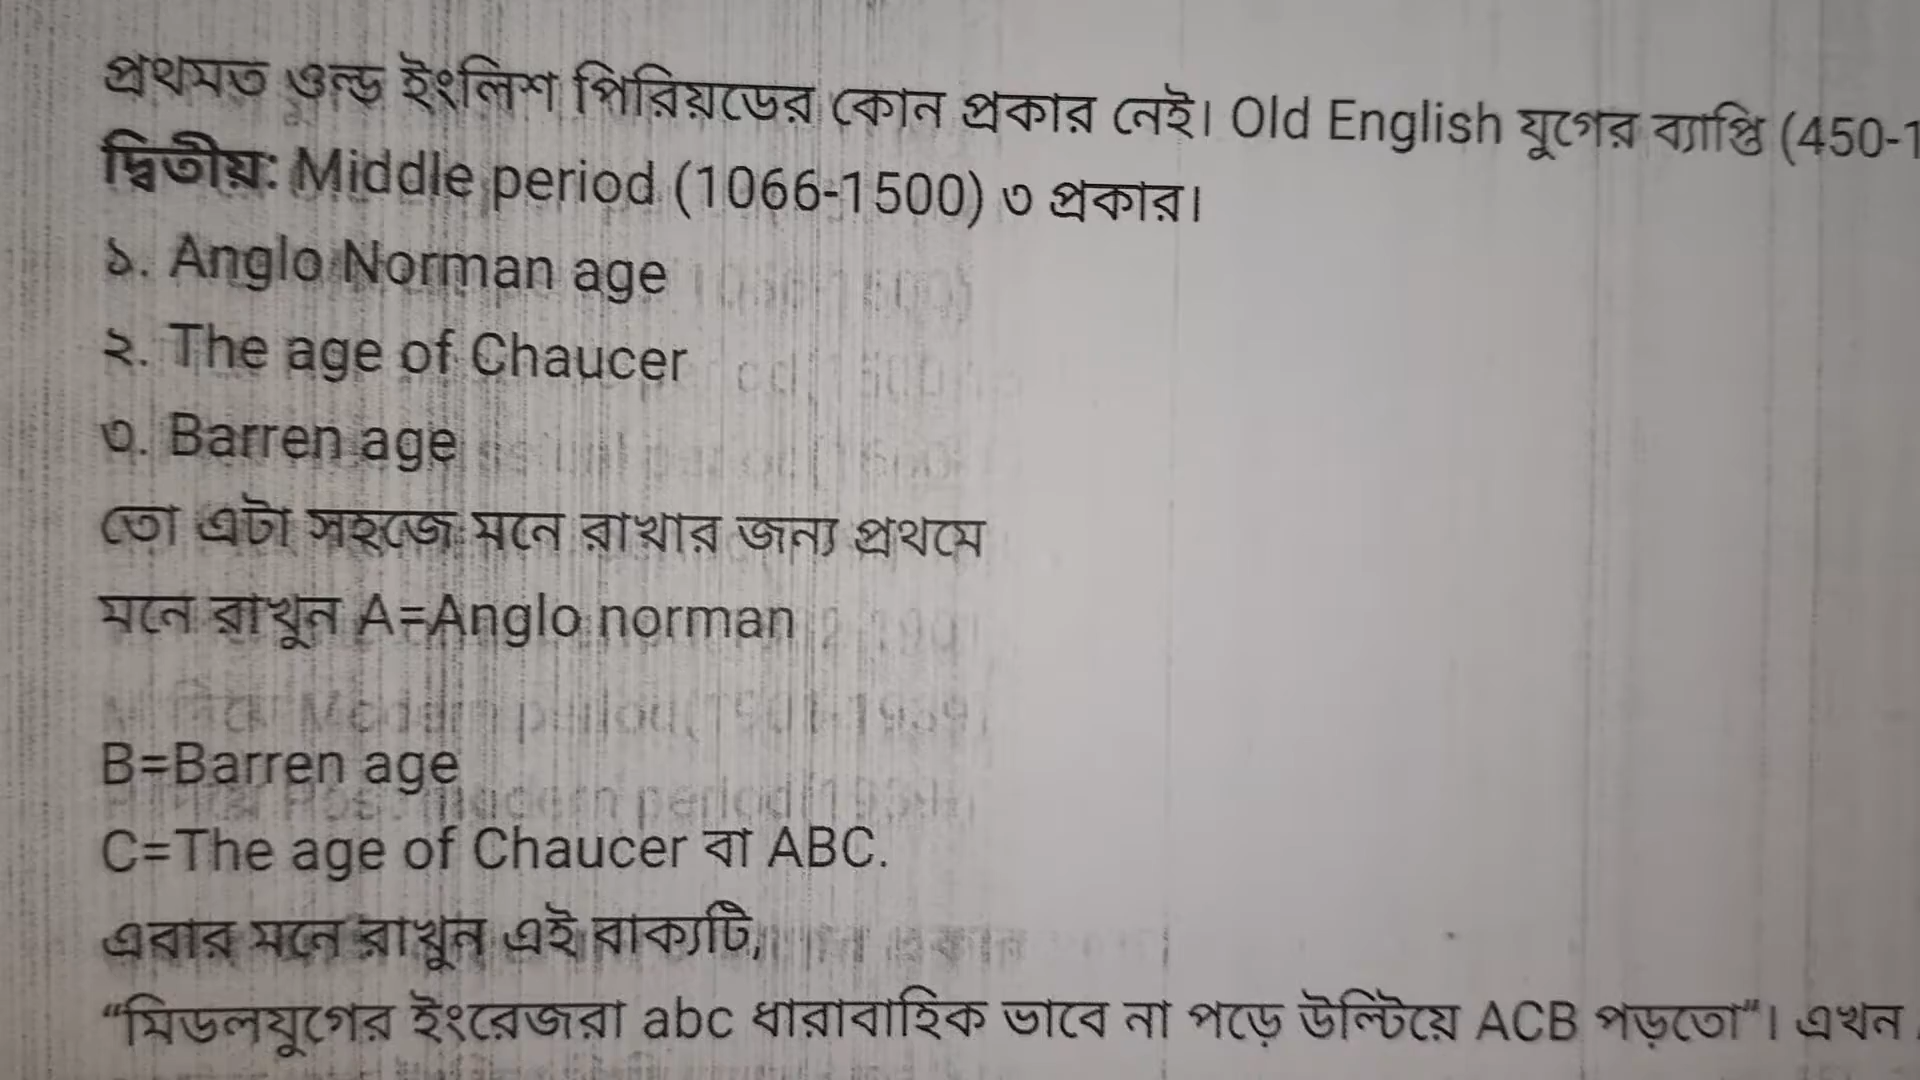 প্রথমত ওল্ড ইংলিশ পিরিয়ডের কোন প্রকার নেই। Old English যুগের ব্যাপ্তি (450-1
দ্বিতীয়: Middle period (1066-1500) ৩ প্রকার।
১. Anglo Norman age
২. The age of Chaucer
৩. Barren age
তো এটা সহজে মনে রাখার জন্য প্রথমে
মনে রাখুন A=Anglo norman
B=Barren age
C=The age of Chaucer বা ABC.
এবার মনে রাখুন এই বাক্যটি,
“মিডলযুগের ইংরেজরা abc ধারাবাহিক ভাবে না পড়ে উল্টিয়ে ACB পড়তো”। এখন